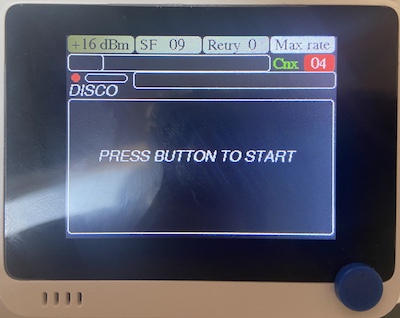 +16 dBm SF 09 Retry 0 Max rate
Cnx 04
DISCO
PRESS BUTTON TO START